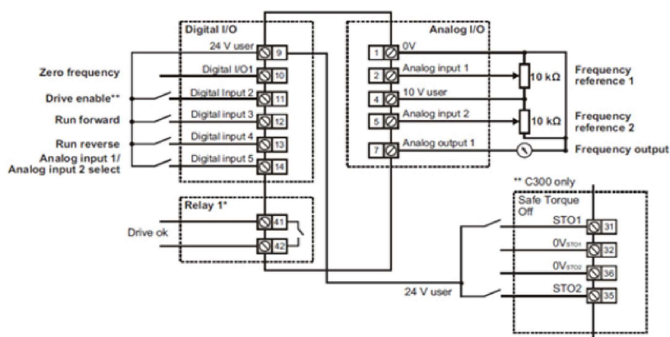 Digital I/O
24 V user
9
Zero frequency
Digital I/O1
10
Drive enable**
Digital Input 2
11
Run forward
Digital input 3
12
Run reverse
Digital input 4
13
Analog input 1/
Analog input 2 select
Digital input 5
14
Relay 1*
41
Drive ok
42
Analog I/O
1
0V
2
Analog input 1
10 kΩ
Frequency
reference 1
4
10 V user
5
Analog input 2
10 kΩ
Frequency
reference 2
7
Analog output 1
Frequency output
** C300 only
Safe Torque
Off
STO1
31
0VSTO1
32
0VSTO2
36
24 V user
STO2
35